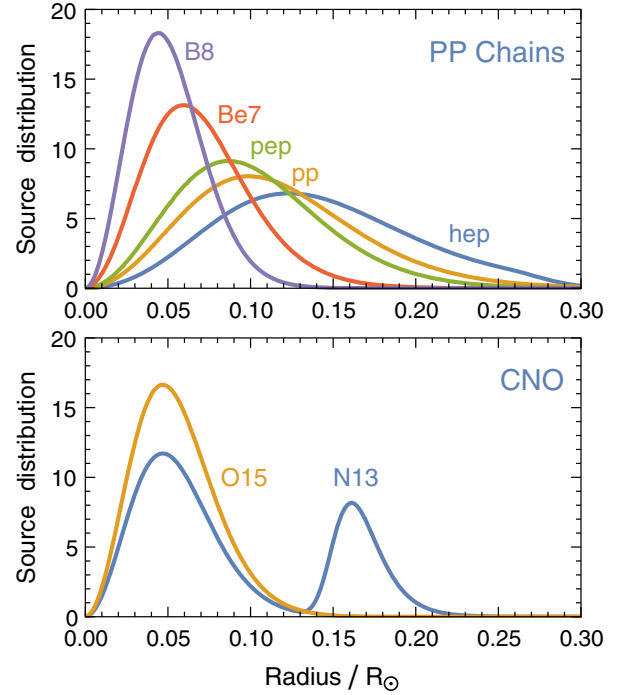 20
15
10
5
0
Source distribution
PP Chains
B8
Be7
pep
pp
hep
0.00 0.05 0.10 0.15 0.20 0.25 0.30
20
15
10
5
0
Source distribution
CNO
O15
N13
0.00 0.05 0.10 0.15 0.20 0.25 0.30
Radius / R☉